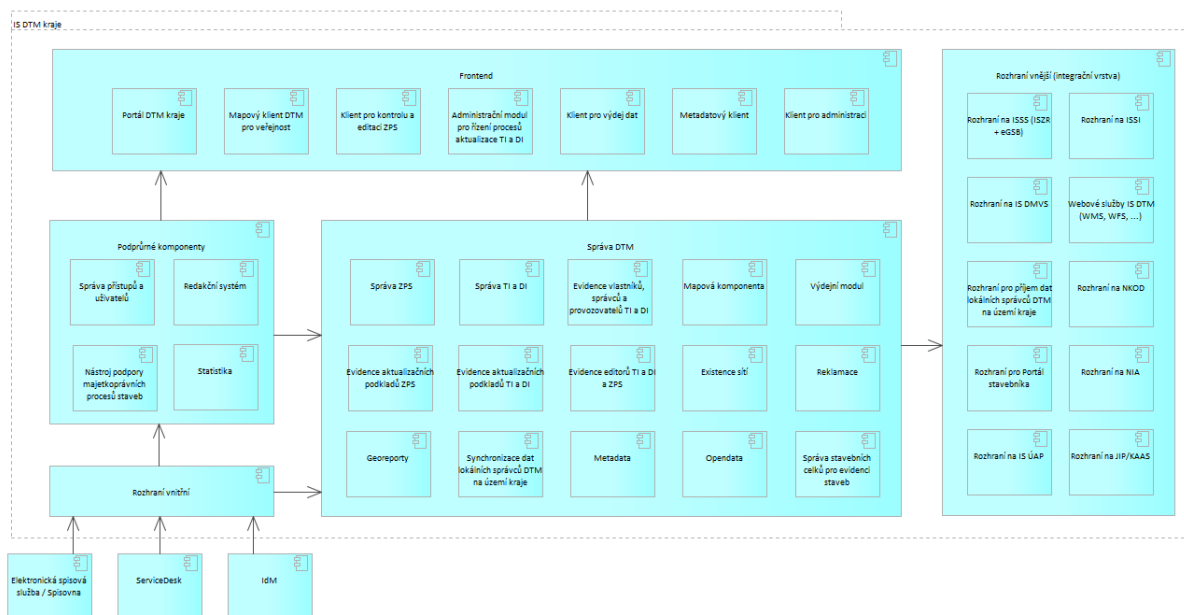 IS DTM kraje
Frontend
Portál DTM kraje
Mapový klient DTM
pro veřejnost
Klient pro kontrolu a
editaci ZPS
Administrační modul
pro řízení procesů
aktualizace TI a DI
Klient pro výdej dat
Metadatový klient
Klient pro administraci
Rozhraní vnější (integrační vrstva)
Rozhraní na ISSS (ISZR
+ eGSB)
Rozhraní na ISSI
Rozhraní na IS DMVS
Webové služby IS DTM
(WMS, WFS, ...)
Rozhraní pro příjem dat
lokálních správců DTM
na území kraje
Rozhraní na NKOD
Rozhraní pro Portál
stavebníka
Rozhraní na NIA
Rozhraní na IS ÚAP
Rozhraní na JIP/KAAS
Podpůrné komponenty
Správa přístupů a
uživatelů
Redakční systém
Nástroj podpory
majetkoprávních
procesů staveb
Statistika
Správa DTM
Správa ZPS
Správa TI a DI
Evidence vlastníků,
správců a
provozovatelů TI a DI
Mapová komponenta
Výdejní modul
Evidence aktualizačních
podkladů ZPS
Evidence aktualizačních
podkladů TI a DI
Evidence editorů TI a DI
a ZPS
Existence sítí
Reklamace
Georeporty
Synchronizace dat
lokálních správců DTM
na území kraje
Metadata
Opendata
Správa stavebních
celků pro evidenci
staveb
Rozhraní vnitřní
Elektronická spisová
služba / Spisovna
ServiceDesk
IdM